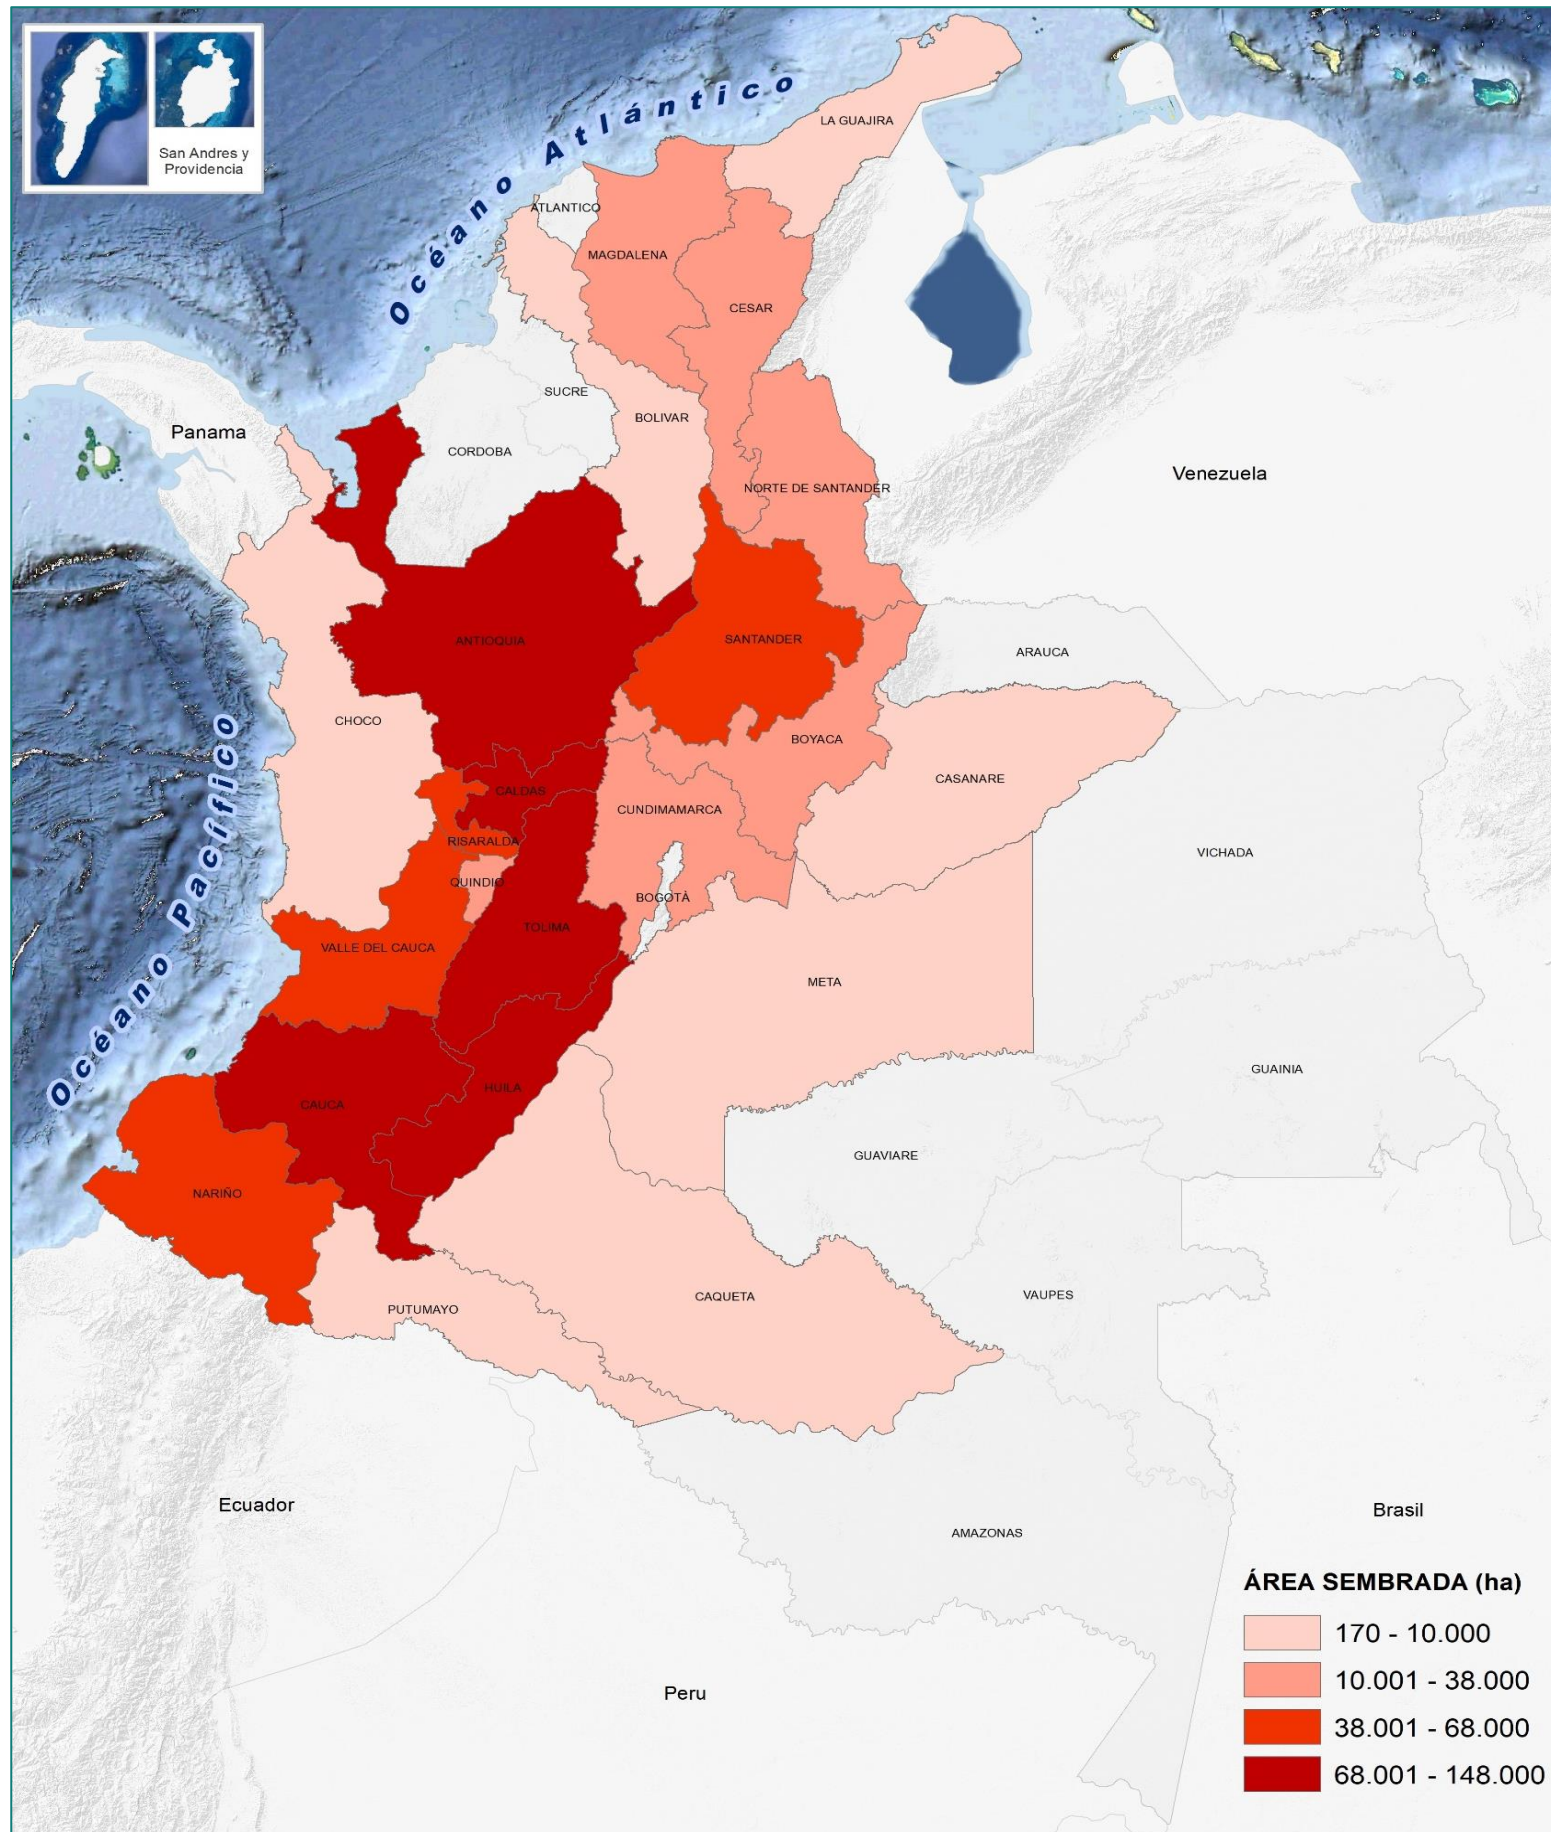 San Andres y
Providencia
Océano Atlántico
LA GUAJIRA
ATLANTICO
MAGDALENA
CESAR
SUCRE
BOLIVAR
Panama
CORDOBA
Venezuela
NORTE DE SANTANDER
ANTIOQUIA
SANTANDER
ARAUCA
CHOCO
BOYACA
CASANARE
CALDAS
CUNDIMAMARCA
RISARALDA
VICHADA
QUINDIO
BOGOTÀ
TOLIMA
VALLE DEL CAUCA
Océano Pacífico
META
GUAINIA
HUILA
CAUCA
GUAVIARE
NARIÑO
VAUPES
CAQUETA
PUTUMAYO
Ecuador
Brasil
AMAZONAS
Peru
ÁREA SEMBRADA (ha)
170 - 10.000
10.001 - 38.000
38.001 - 68.000
68.001 - 148.000